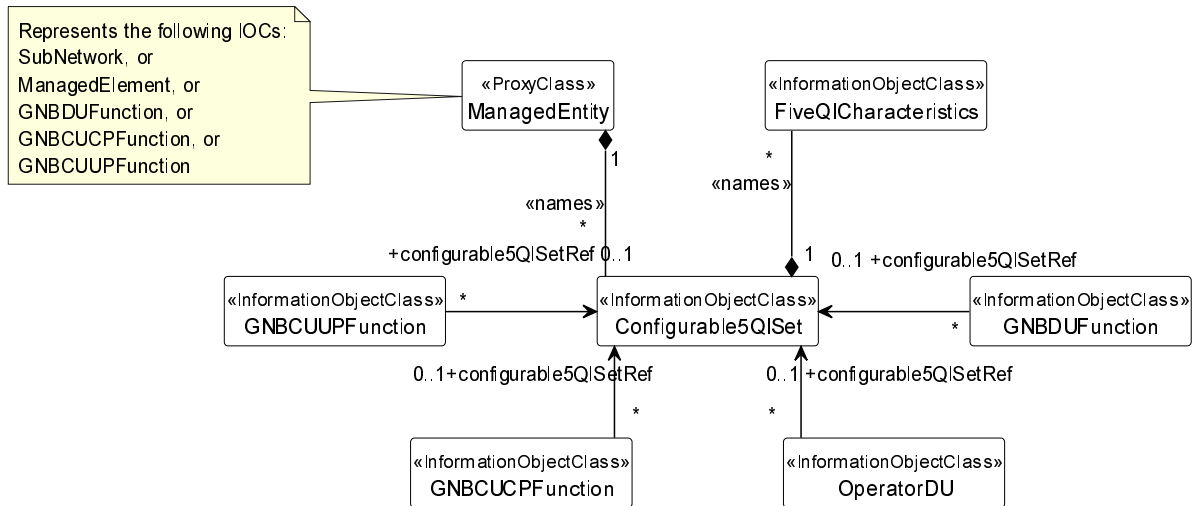 Represents the following IOCs:
SubNetwork, or
ManagedElement, or
GNBDUFunction, or
GNBCUCPFunction, or
GNBCUUPFunction
«ProxyClass»
ManagedEntity
«InformationObjectClass»
FiveQICharacteristics
1
*
«names»
«names»
*
+configurable5QISetRef 0..1
1
0..1 +configurable5QISetRef
«InformationObjectClass»
GNBCUUPFunction
*
«InformationObjectClass»
Configurable5QISet
*
«InformationObjectClass»
GNBDUFunction
0..1+configurable5QISetRef
0..1 +configurable5QISetRef
*
*
«InformationObjectClass»
GNBCUCPFunction
«InformationObjectClass»
OperatorDU